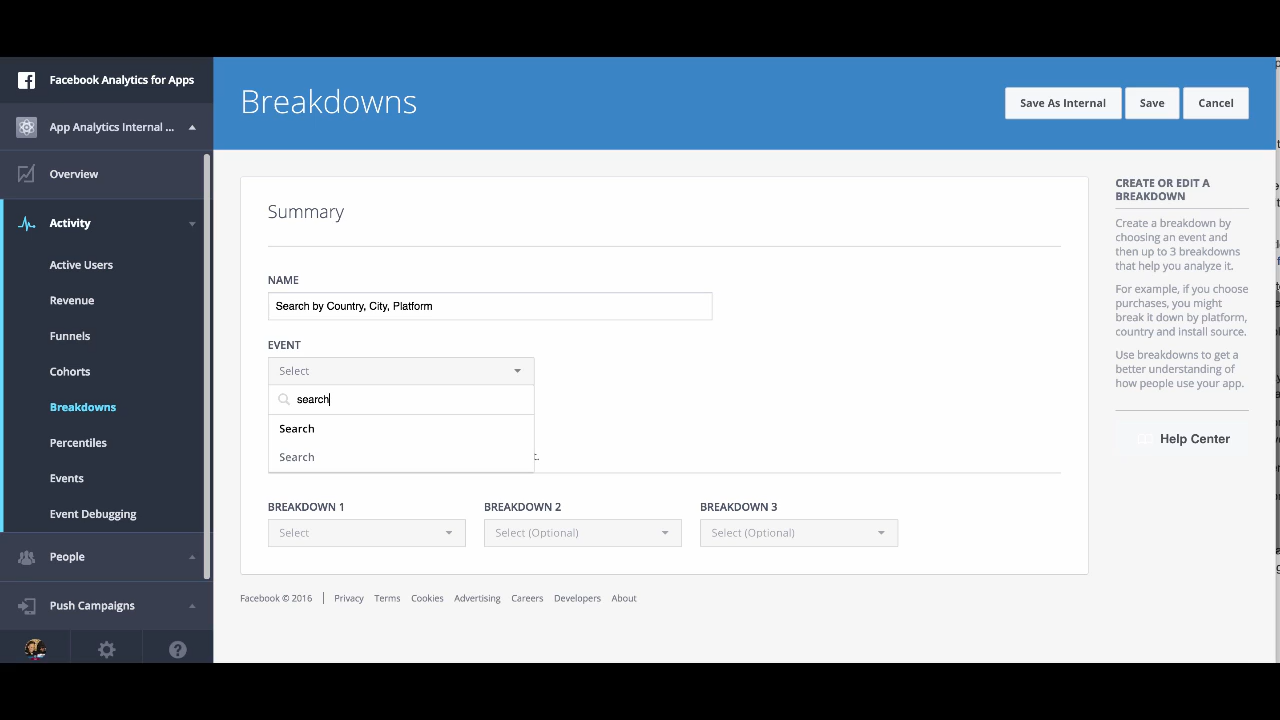 Facebook Analytics for Apps
App Analytics Internal ...
Overview
Activity
Active Users
Revenue
Funnels
Cohorts
Breakdowns
Percentiles
Events
Event Debugging
People
Push Campaigns
Breakdowns
Save As Internal
Save
Cancel
Summary
NAME
Search by Country, City, Platform
EVENT
Select
search
Search
Search
BREAKDOWN 1
BREAKDOWN 2
BREAKDOWN 3
Select
Select (Optional)
Select (Optional)
Facebook © 2016
Privacy
Terms
Cookies
Advertising
Careers
Developers
About
CREATE OR EDIT A
BREAKDOWN
Create a breakdown by
choosing an event and
then up to 3 breakdowns
that help you analyze it.
For example, if you choose
purchases, you might
break it down by platform,
country and install source.
Use breakdowns to get a
better understanding of
how people use your app.
Help Center